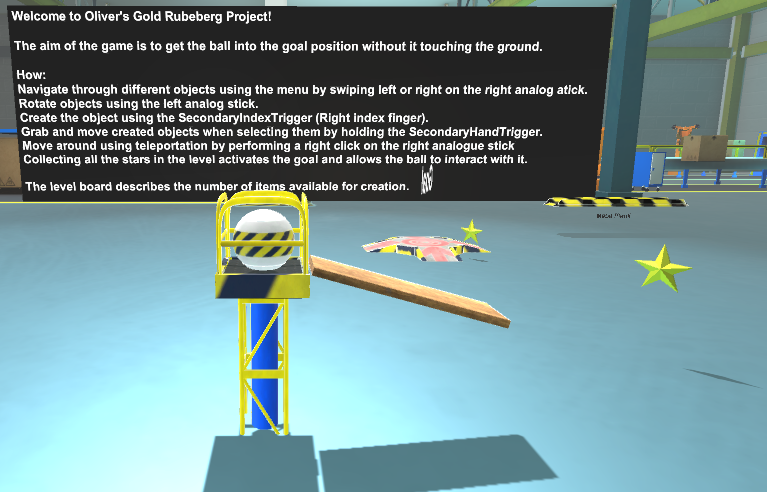 Welcome to Oliver's Gold Rubeberg Project!
The aim of the game is to get the ball into the goal position without it touching the ground.
How:
Navigate through different objects using the menu by swiping left or right on the right analog atick.
Rotate objects using the left analog stick.
Create the object using the SecondaryIndexTrigger (Right index finger).
Grab and move created objects when selecting them by holding the SecondaryHandTrigger.
Move around using teleportation by performing a right click on the right analogue stick
Collecting all the stars in the level activates the goal and allows the ball to interact with it.
The level board describes the number of items available for creation.
Metal Plank